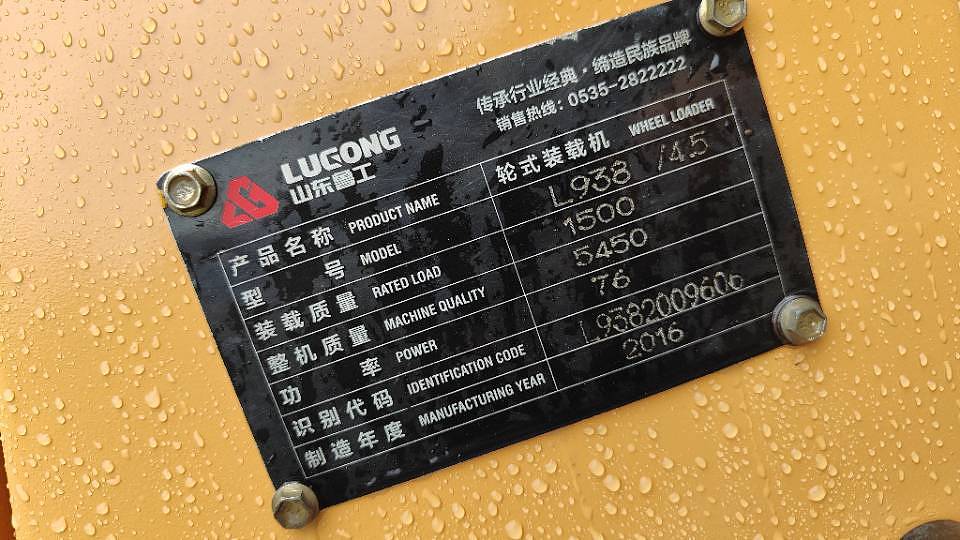 LUGONG
山东鲁工
传承行业经典·缔造民族品牌
销售热线：0535-2822222
产品名称 PRODUCT NAME 轮式装载机 WHEEL LOADER
型号 MODEL L938 /45
装载质量 RATED LOAD 1500
整机质量 MACHINE QUALITY 5450
功率 POWER 76
识别代码 IDENTIFICATION CODE L9382009606
制造年度 MANUFACTURING YEAR 2016